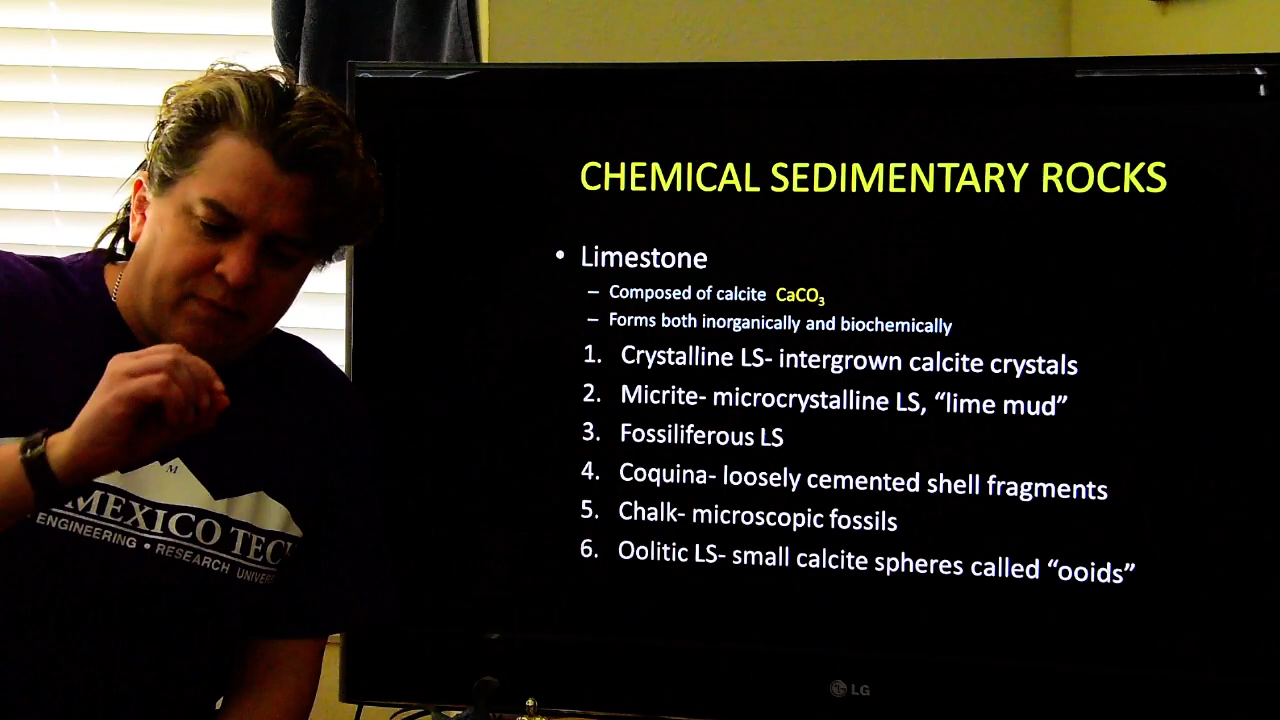 CHEMICAL SEDIMENTARY ROCKS
• Limestone
– Composed of calcite CaCO₃
– Forms both inorganically and biochemically
1. Crystalline LS- intergrown calcite crystals
2. Micrite- microcrystalline LS, “lime mud”
3. Fossiliferous LS
4. Coquina- loosely cemented shell fragments
5. Chalk- microscopic fossils
6. Oolitic LS- small calcite spheres called “ooids”
M
MEXICO TECH
ENGINEERING • RESEARCH
LG